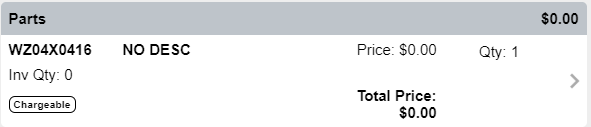 Parts $0.00
WZ04X0416 NO DESC Price: $0.00 Qty: 1
Inv Qty: 0
Chargeable
Total Price:
$0.00